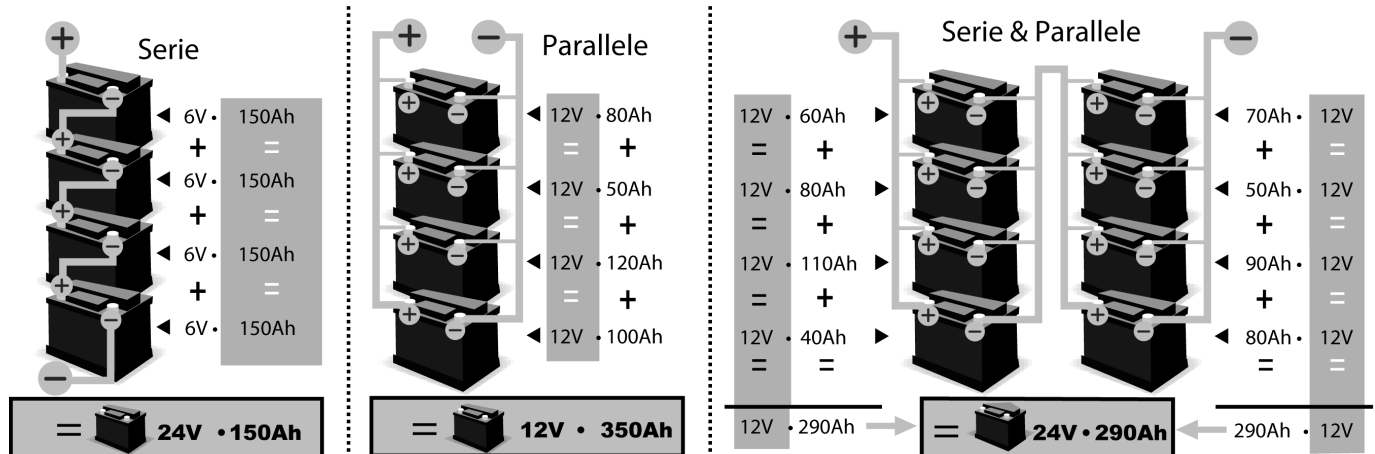 Serie
6V · 150Ah
+ =
6V · 150Ah
+ =
6V · 150Ah
+ =
6V · 150Ah
= 24V · 150Ah
Parallele
12V · 80Ah
= +
12V · 50Ah
= +
12V · 120Ah
= +
12V · 100Ah
= 12V · 350Ah
Serie & Parallele
12V · 60Ah
= +
12V · 80Ah
= +
12V · 110Ah
= +
12V · 40Ah
= =
12V · 290Ah
70Ah · 12V
+ =
50Ah · 12V
+ =
90Ah · 12V
+ =
80Ah · 12V
= =
290Ah · 12V
= 24V · 290Ah